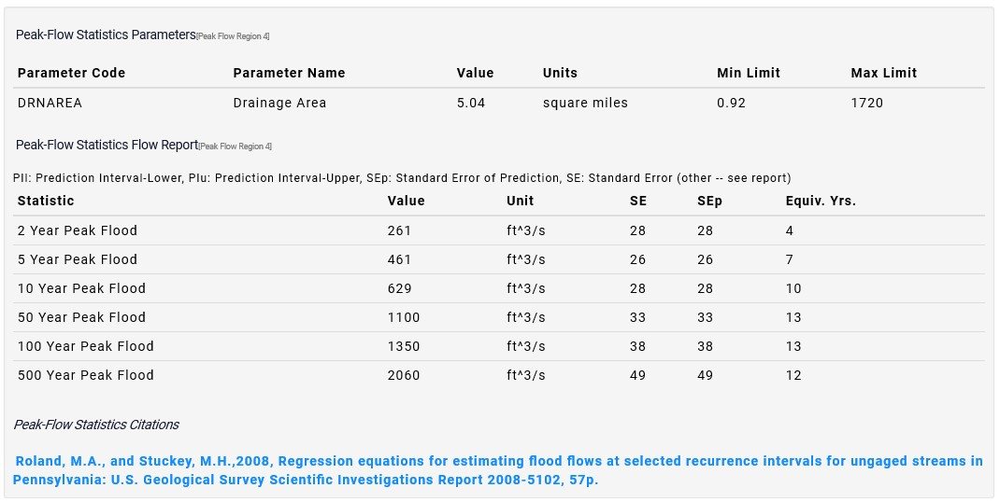 Peak-Flow Statistics Parameters[Peak Flow Region 4]
Parameter Code Parameter Name Value Units Min Limit Max Limit
DRNAREA Drainage Area 5.04 square miles 0.92 1720
Peak-Flow Statistics Flow Report[Peak Flow Region 4]
PIl: Prediction Interval-Lower, PIu: Prediction Interval-Upper, SEp: Standard Error of Prediction, SE: Standard Error (other -- see report)
Statistic Value Unit SE SEp Equiv. Yrs.
2 Year Peak Flood 261 ft^3/s 28 28 4
5 Year Peak Flood 461 ft^3/s 26 26 7
10 Year Peak Flood 629 ft^3/s 28 28 10
50 Year Peak Flood 1100 ft^3/s 33 33 13
100 Year Peak Flood 1350 ft^3/s 38 38 13
500 Year Peak Flood 2060 ft^3/s 49 49 12
Peak-Flow Statistics Citations
Roland, M.A., and Stuckey, M.H.,2008, Regression equations for estimating flood flows at selected recurrence intervals for ungaged streams in
Pennsylvania: U.S. Geological Survey Scientific Investigations Report 2008-5102, 57p.